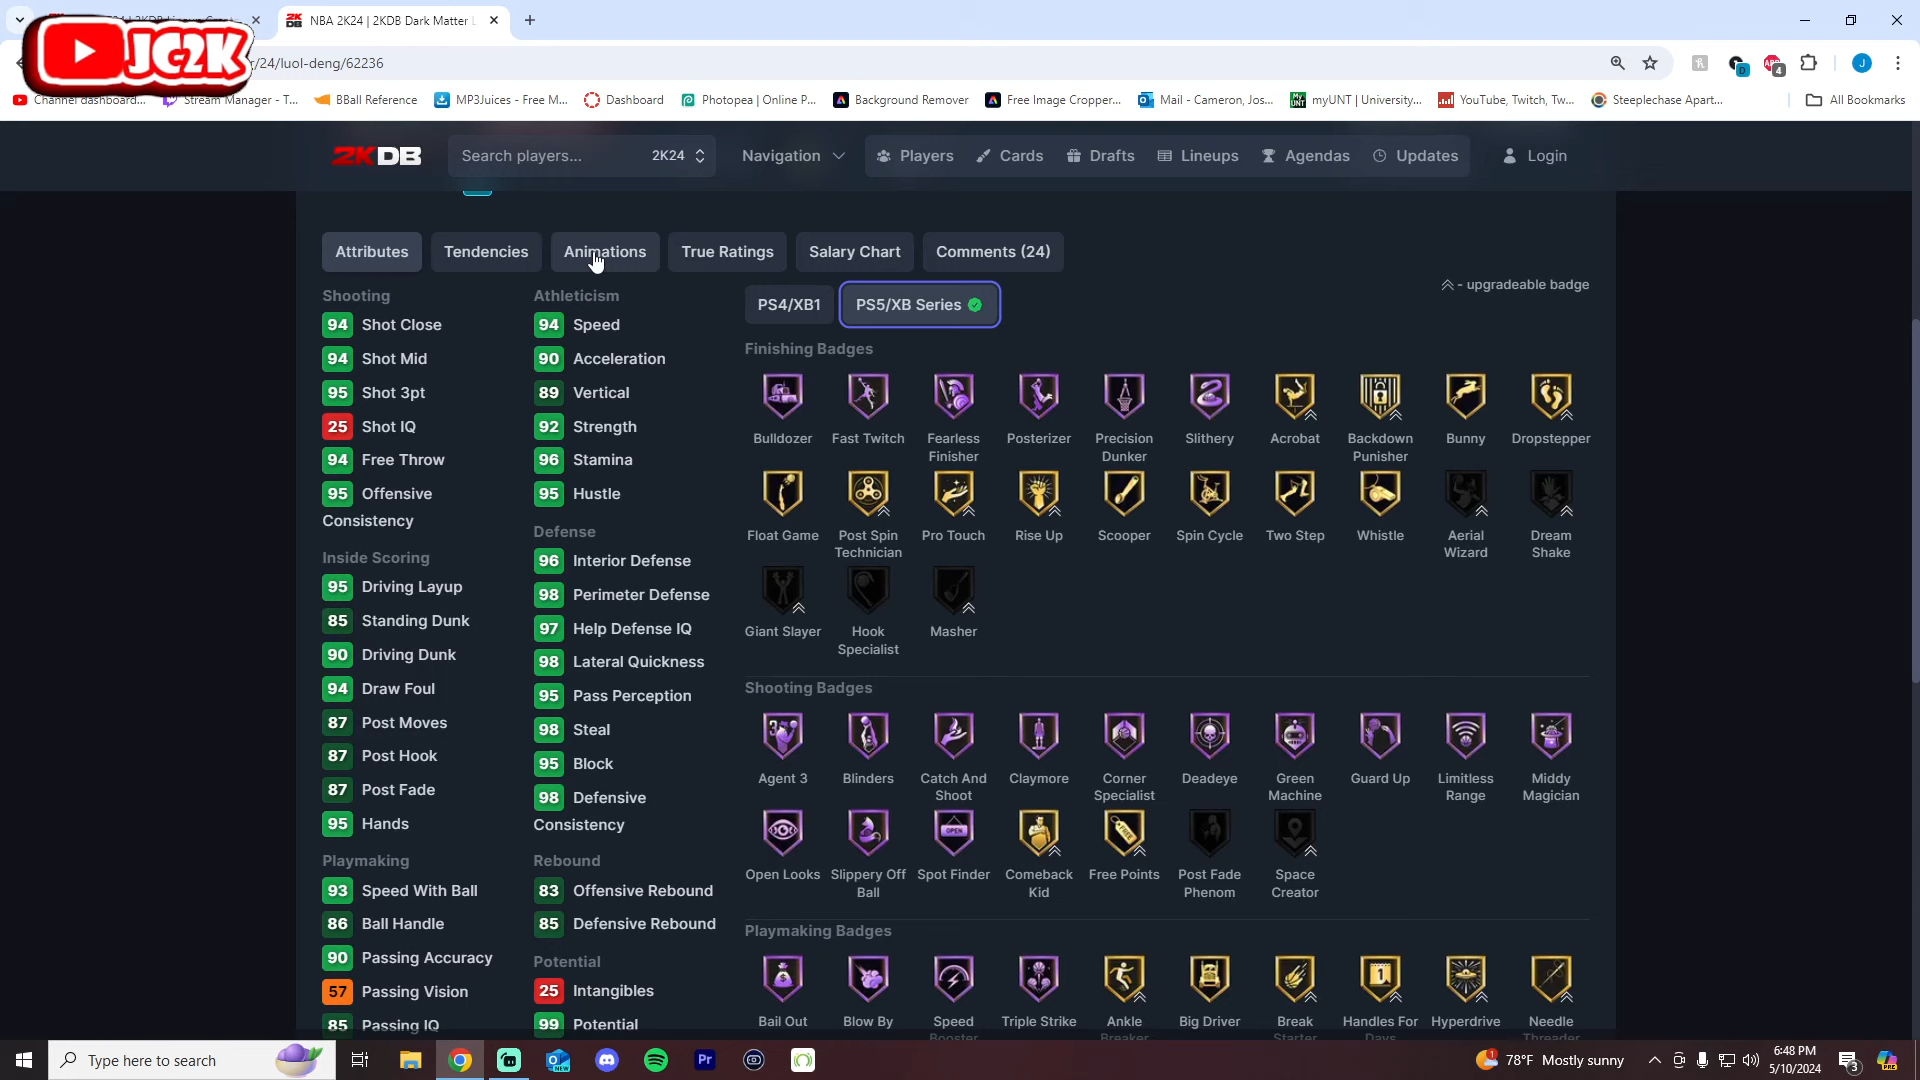 NBA 2K24 | 2KDB Dark Matter
JC2K
/24/luol-deng/62236
Channel dashboard... Stream Manager - T... BBall Reference MP3Juices - Free M... Dashboard Photopea | Online P... Background Remover Free Image Cropper... Mail - Cameron, Jos... myUNT | University... YouTube, Twitch, Tw... Steeplechase Apart... All Bookmarks
2KDB Search players... 2K24 Navigation Players Cards Drafts Lineups Agendas Updates Login
Attributes Tendencies Animations True Ratings Salary Chart Comments (24)
- upgradeable badge
Shooting
94 Shot Close
94 Shot Mid
95 Shot 3pt
25 Shot IQ
94 Free Throw
95 Offensive
Consistency
Inside Scoring
95 Driving Layup
85 Standing Dunk
90 Driving Dunk
94 Draw Foul
87 Post Moves
87 Post Hook
87 Post Fade
95 Hands
Playmaking
93 Speed With Ball
86 Ball Handle
90 Passing Accuracy
57 Passing Vision
85 Passing IQ
Athleticism
94 Speed
90 Acceleration
89 Vertical
92 Strength
96 Stamina
95 Hustle
Defense
96 Interior Defense
98 Perimeter Defense
97 Help Defense IQ
98 Lateral Quickness
95 Pass Perception
98 Steal
95 Block
98 Defensive
Consistency
Rebound
83 Offensive Rebound
85 Defensive Rebound
Potential
25 Intangibles
99 Potential
PS4/XB1 PS5/XB Series
Finishing Badges
Bulldozer Fast Twitch Fearless Finisher Posterizer Precision Dunker Slithery Acrobat Backdown Punisher Bunny Dropstepper
Float Game Post Spin Technician Pro Touch Rise Up Scooper Spin Cycle Two Step Whistle Aerial Wizard Dream Shake
Giant Slayer Hook Specialist Masher
Shooting Badges
Agent 3 Blinders Catch And Shoot Claymore Corner Specialist Deadeye Green Machine Guard Up Limitless Range Middy Magician
Open Looks Slippery Off Ball Spot Finder Comeback Kid Free Points Post Fade Phenom Space Creator
Playmaking Badges
Bail Out Blow By Speed Booster Triple Strike Ankle Breaker Big Driver Break Starter Handles For Days Hyperdrive Needle Threader
Type here to search
78°F Mostly sunny
6:48 PM
5/10/2024